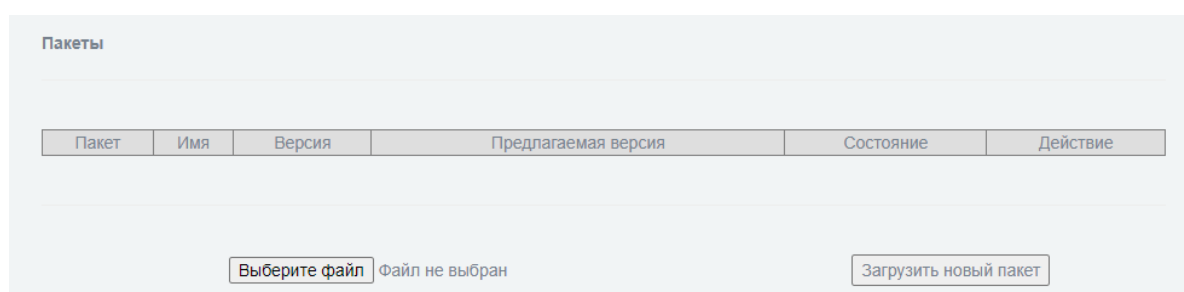 Пакеты
Пакет Имя Версия Предлагаемая версия Состояние Действие
Выберите файл Файл не выбран Загрузить новый пакет